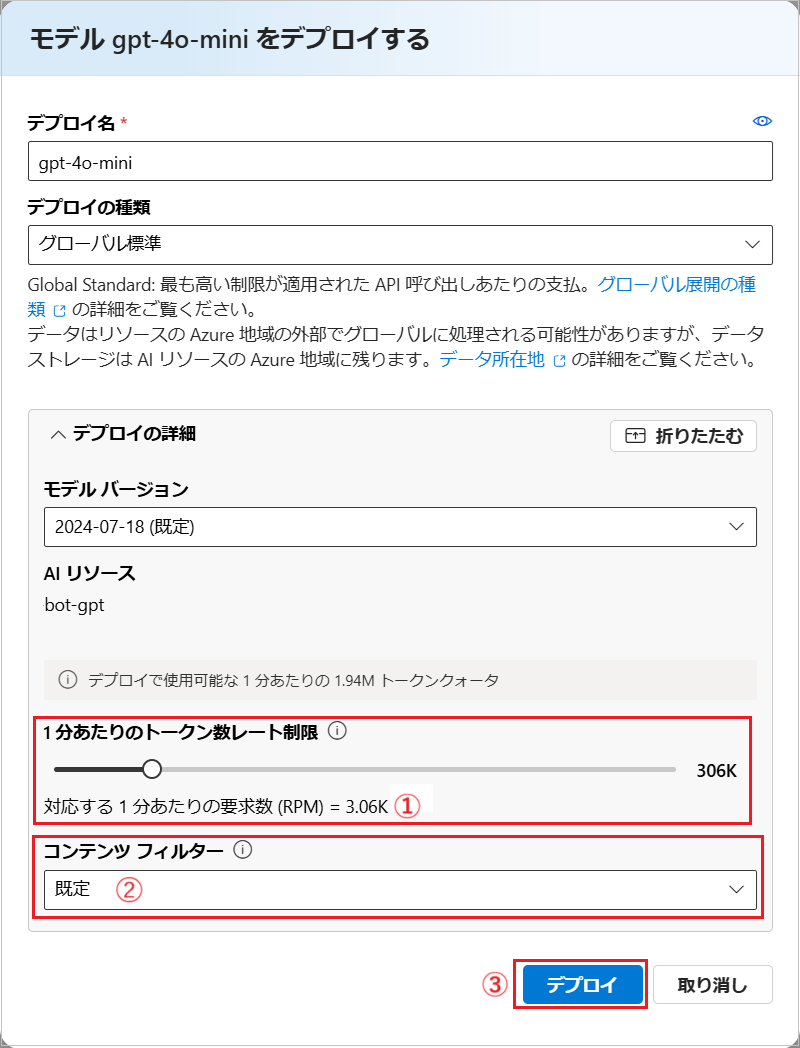 モデル gpt-4o-mini をデプロイする
デプロイ名 *
gpt-4o-mini
デプロイの種類
グローバル標準
Global Standard: 最も高い制限が適用された API 呼び出しあたりの支払。グローバル展開の種
類 の詳細をご覧ください。
データはリソースの Azure 地域の外部でグローバルに処理される可能性がありますが、データ
ストレージは AI リソースの Azure 地域に残ります。データ所在地 の詳細をご覧ください。
デプロイの詳細
折りたたむ
モデル バージョン
2024-07-18 (既定)
AI リソース
bot-gpt
デプロイで使用可能な 1 分あたりの 1.94M トークンクォータ
1 分あたりのトークン数レート制限
306K
対応する 1 分あたりの要求数 (RPM) = 3.06K ①
コンテンツ フィルター
既定 ②
③ デプロイ 取り消し